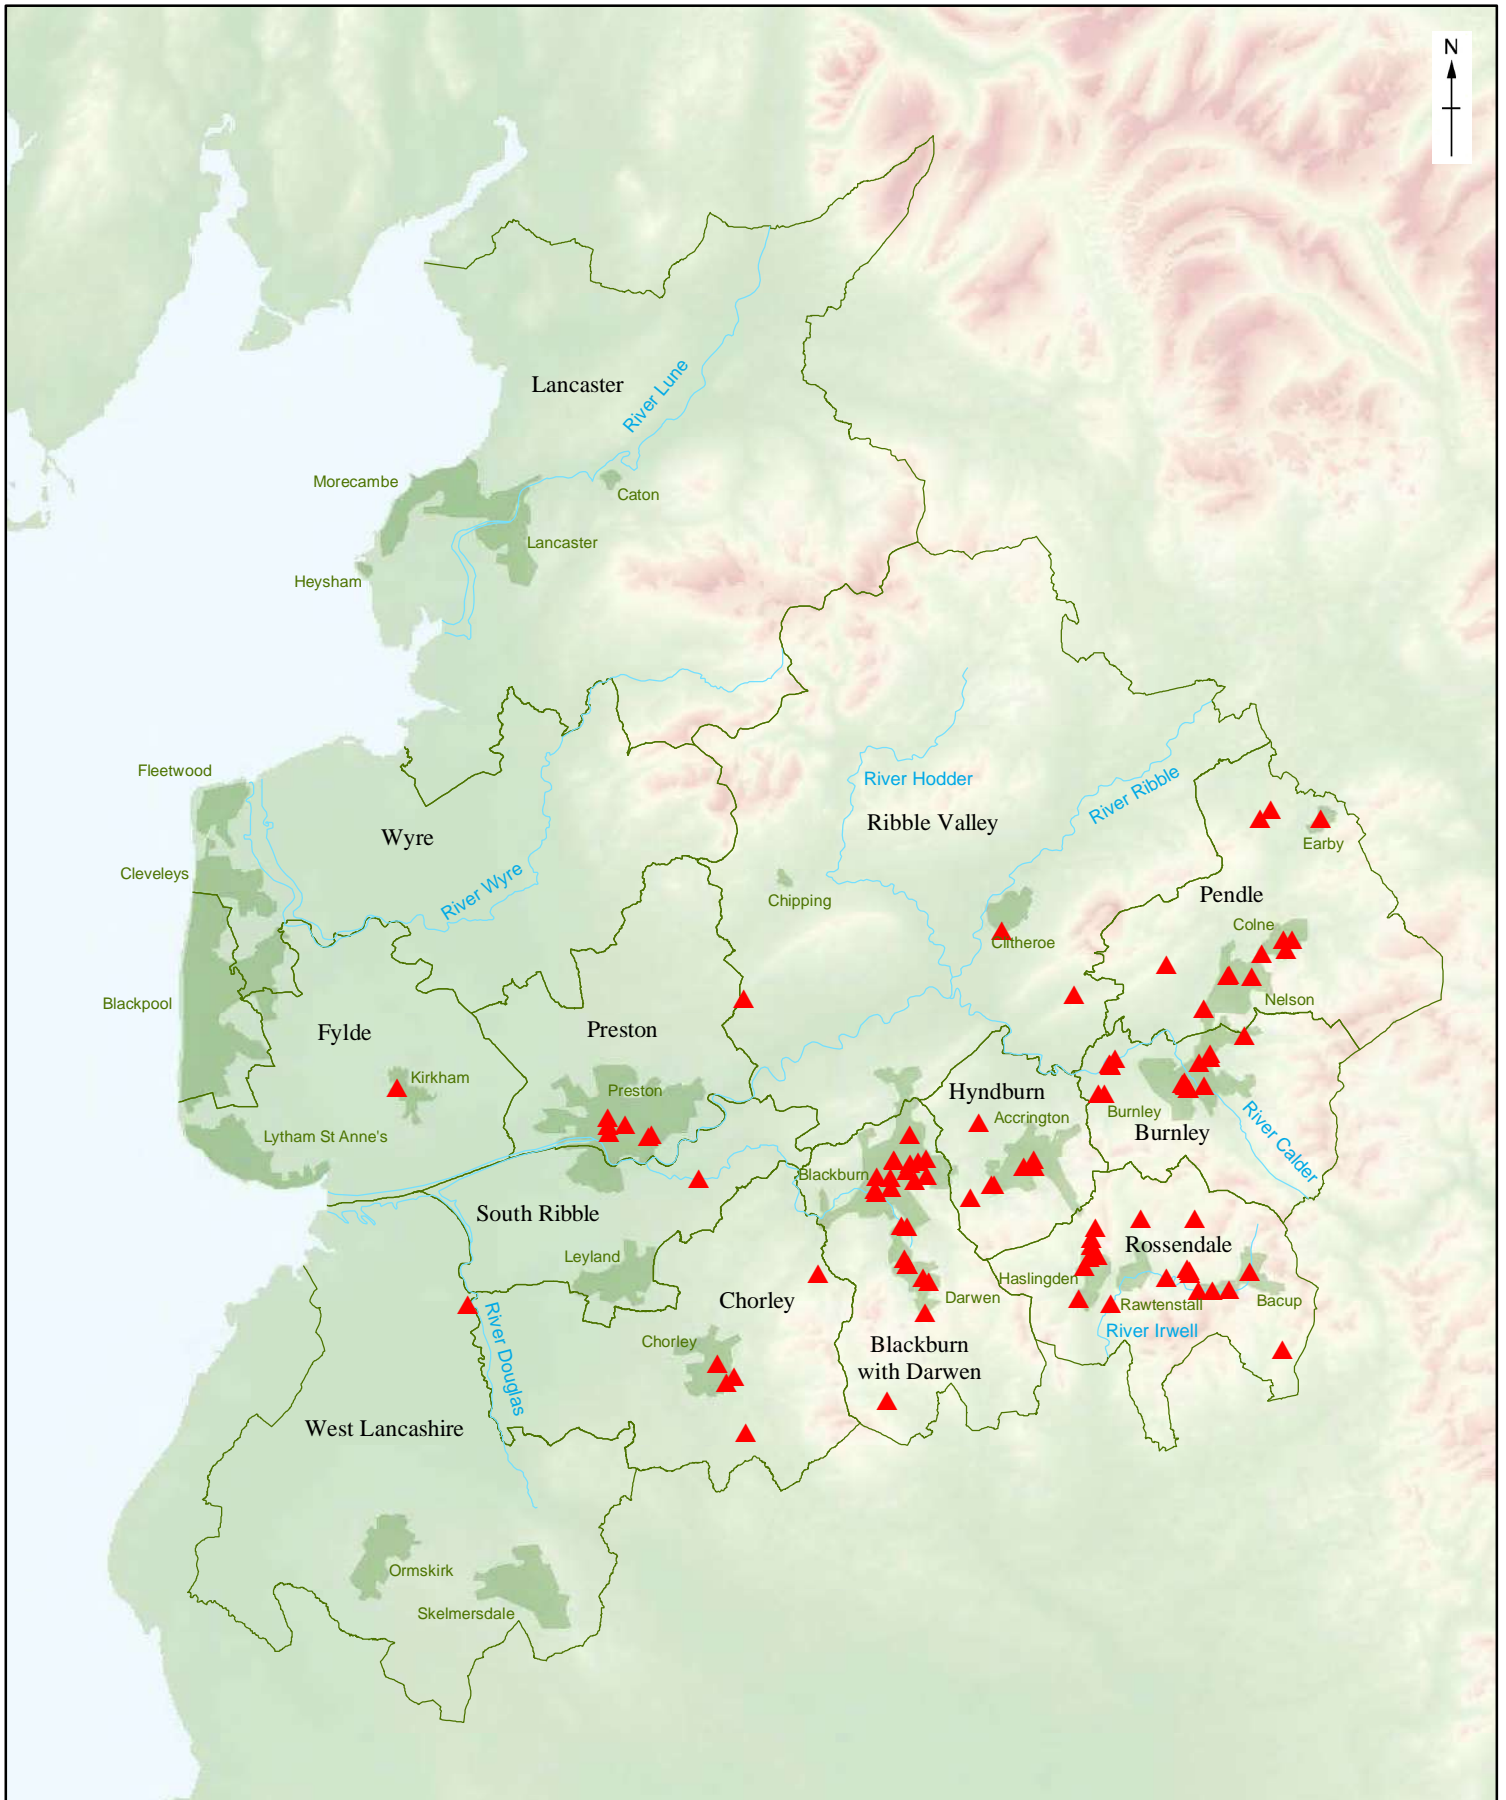 N
Lancaster
River Lune
Morecambe
Caton
Lancaster
Heysham
Fleetwood
River Hodder
River Ribble
Ribble Valley
Wyre
Earby
Cleveleys
River Wyre
Chipping
Pendle
Colne
Clitheroe
Blackpool
Nelson
Fylde
Preston
Kirkham
Preston
Hyndburn
Accrington
Burnley
Burnley
River Calder
Lytham St Anne's
Blackburn
South Ribble
Rossendale
Leyland
Haslingden
Chorley
Darwen
Rawtenstall
Bacup
River Douglas
River Irwell
Chorley
Blackburn
with Darwen
West Lancashire
Ormskirk
Skelmersdale